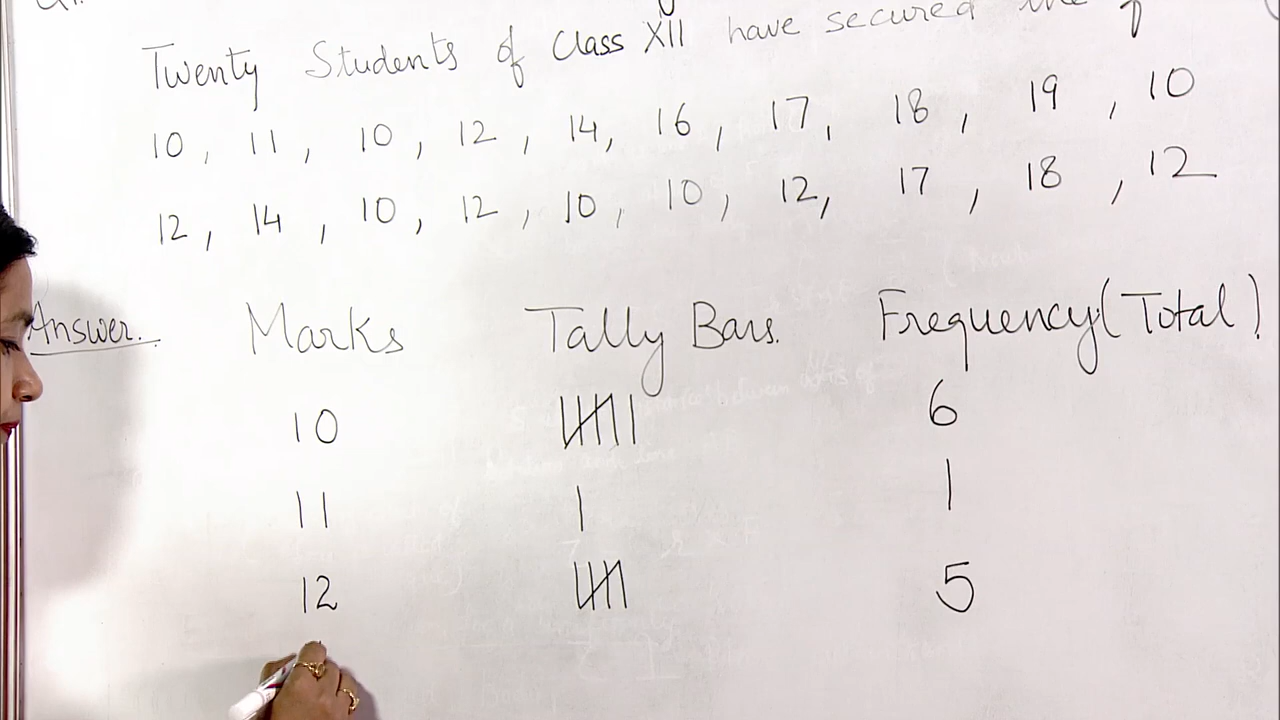 Twenty Students of Class XII have secured the
10, 11, 10, 12, 14, 16, 17, 18, 19, 10
12, 14, 10, 12, 10, 10, 12, 17, 18, 12
Answer. Marks Tally Bars. Frequency (Total)
10 |||| | 6
11 | 1
12 |||| 5